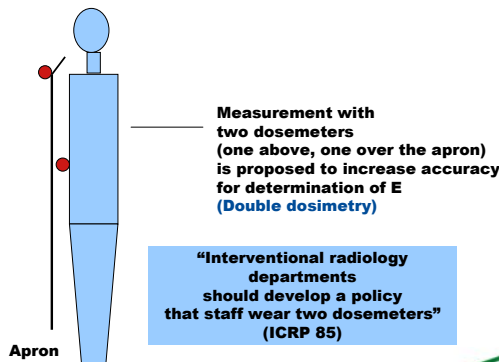 Measurement with
two dosemeters
(one above, one over the apron)
is proposed to increase accuracy
for determination of E
(Double dosimetry)
“Interventional radiology
departments
should develop a policy
that staff wear two dosemeters”
(ICRP 85)
Apron